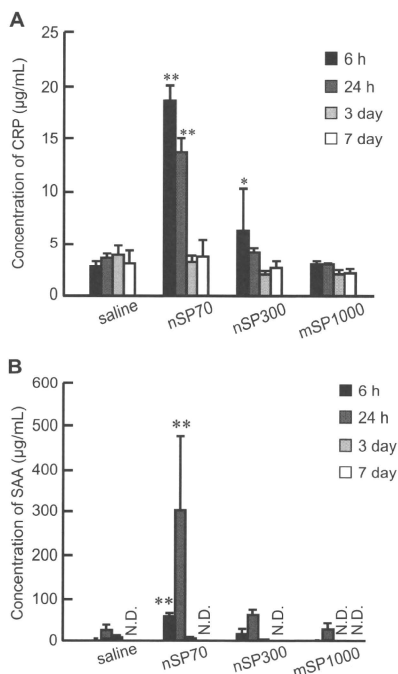 A
Concentration of CRP (μg/mL)
25
20
15
10
5
0
**
**
*
6 h
24 h
3 day
7 day
saline
nSP70
nSP300
mSP1000
B
Concentration of SAA (μg/mL)
600
500
400
300
200
100
0
**
**
6 h
24 h
3 day
7 day
N.D.
N.D.
N.D.
N.D.
N.D.
saline
nSP70
nSP300
mSP1000